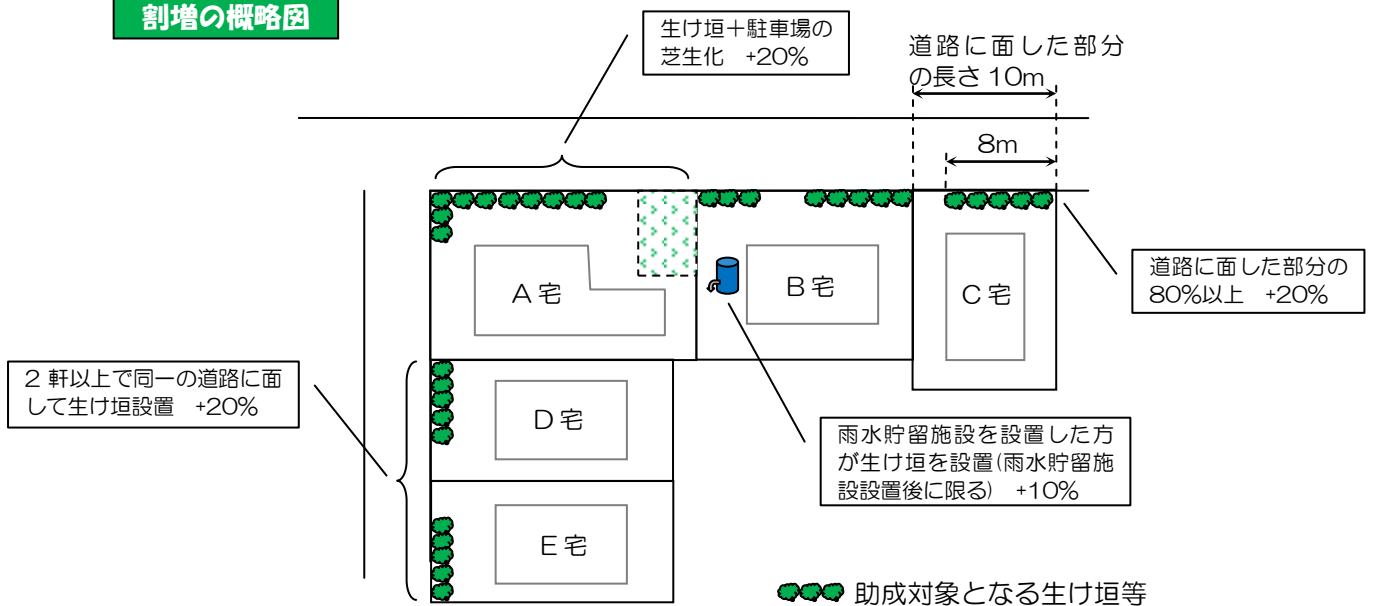 割増の概略図
生け垣＋駐車場の
芝生化　+20%
道路に面した部分
の長さ 10m
8m
道路に面した部分の
80%以上　+20%
A 宅
B 宅
C 宅
2 軒以上で同一の道路に面
して生け垣設置　+20%
D 宅
雨水貯留施設を設置した方
が生け垣を設置(雨水貯留施
設設置後に限る)　+10%
E 宅
助成対象となる生け垣等